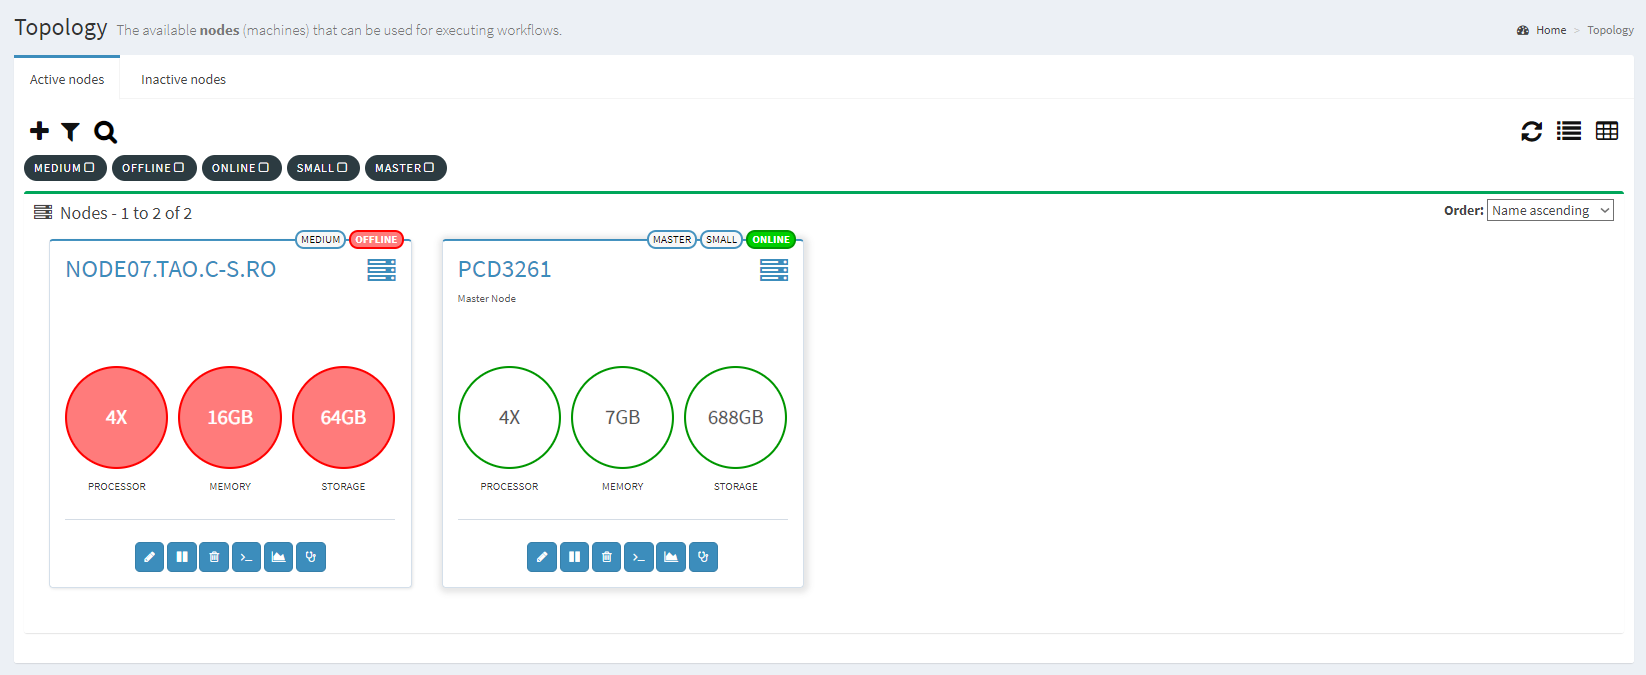 Topology The available nodes (machines) that can be used for executing workflows.
Home > Topology
Active nodes Inactive nodes
MEDIUM OFFLINE ONLINE SMALL MASTER
Nodes - 1 to 2 of 2
Order: Name ascending
MEDIUM OFFLINE
NODE07.TAO.C-S.RO
4X 16GB 64GB
PROCESSOR MEMORY STORAGE
MASTER SMALL ONLINE
PCD3261
Master Node
4X 7GB 688GB
PROCESSOR MEMORY STORAGE